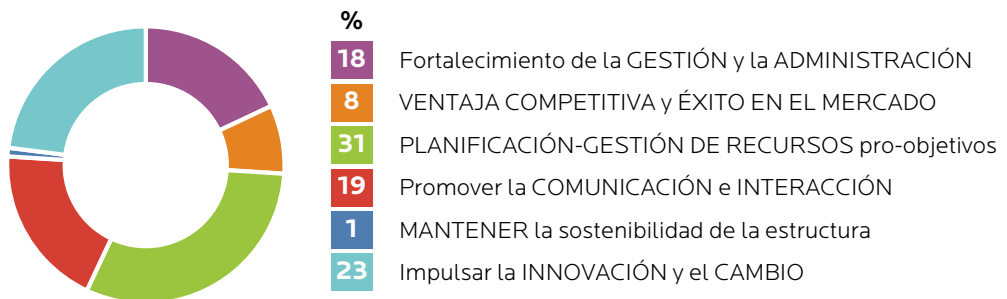 %
18 Fortalecimiento de la GESTIÓN y la ADMINISTRACIÓN
8 VENTAJA COMPETITIVA y ÉXITO EN EL MERCADO
31 PLANIFICACIÓN-GESTIÓN DE RECURSOS pro-objetivos
19 Promover la COMUNICACIÓN e INTERACCIÓN
1 MANTENER la sostenibilidad de la estructura
23 Impulsar la INNOVACIÓN y el CAMBIO